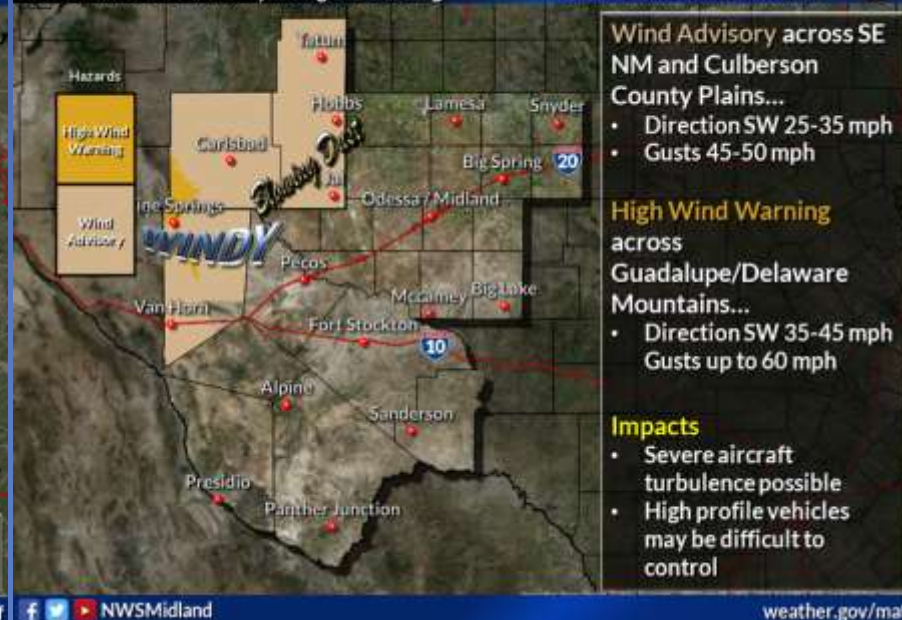 Hazards
High Wind
Warning
Wind
Advisory
Tatum
Hobbs
Lamesa
Snyder
Carlsbad
Big Spring
20
Blowing Dust
Jal
Odessa / Midland
ine Springs
WINDY
Pecos
Van Horn
Mccamey
Big Lake
Fort Stockton
10
Alpine
Sanderson
Presidio
Panther Junction
Wind Advisory across SE
NM and Culberson
County Plains...
• Direction SW 25-35 mph
• Gusts 45-50 mph
High Wind Warning
across
Guadalupe/Delaware
Mountains...
• Direction SW 35-45 mph
Gusts up to 60 mph
Impacts
• Severe aircraft
turbulence possible
• High profile vehicles
may be difficult to
control
NWSMidland
weather.gov/maf